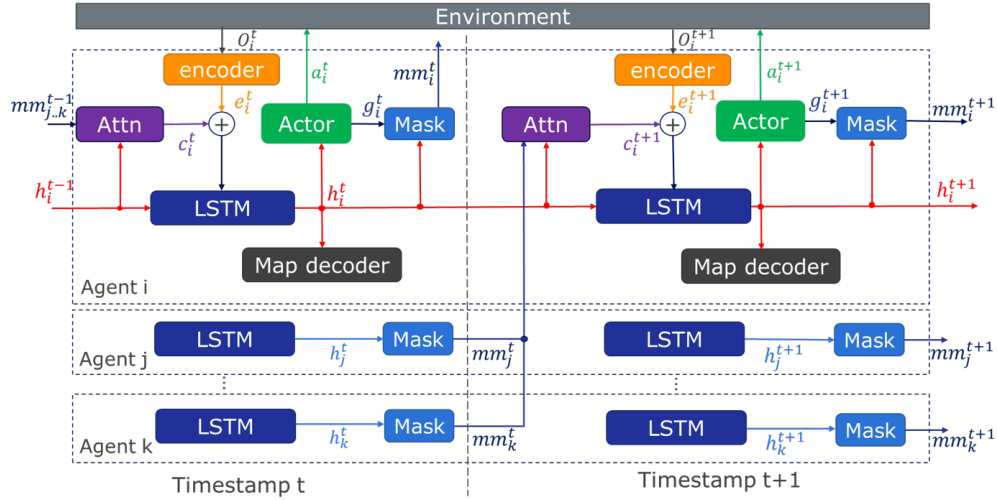 Environment
O_i^t
O_i^{t+1}
encoder
a_i^t
mm_i^t
encoder
a_i^{t+1}
mm_{j..k}^{t-1}
e_i^t
g_i^t
e_i^{t+1}
g_i^{t+1}
mm_i^{t+1}
Attn
+
Actor
Mask
Attn
+
Actor
Mask
c_i^t
c_i^{t+1}
h_i^{t-1}
LSTM
h_i^t
LSTM
h_i^{t+1}
Map decoder
Map decoder
Agent i
LSTM
Mask
LSTM
Mask
Agent j
h_j^t
mm_j^t
h_j^{t+1}
mm_j^{t+1}
⋮
⋮
LSTM
Mask
LSTM
Mask
Agent k
h_k^t
mm_k^t
h_k^{t+1}
mm_k^{t+1}
Timestamp t
Timestamp t+1